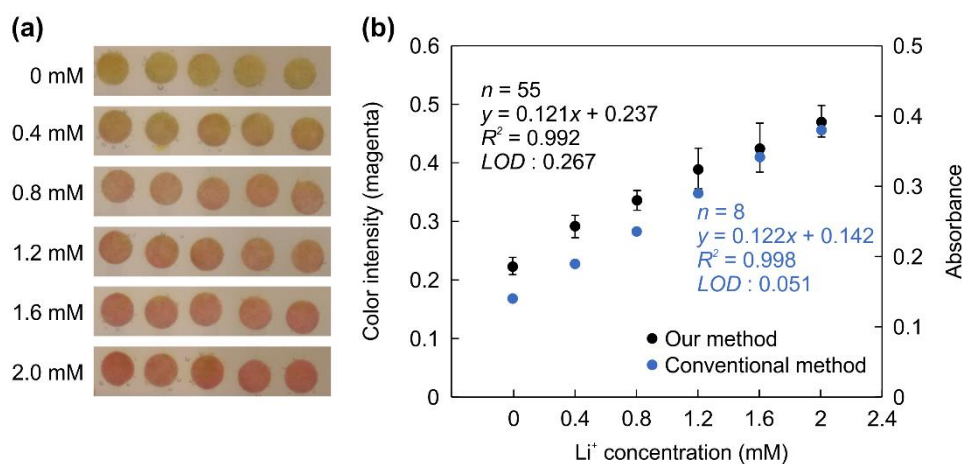 (a)
0 mM
0.4 mM
0.8 mM
1.2 mM
1.6 mM
2.0 mM
(b)
Color intensity (magenta)
0.6
0.5
0.4
0.3
0.2
0.1
0
n = 55
y = 0.121x + 0.237
R² = 0.992
LOD : 0.267
n = 8
y = 0.122x + 0.142
R² = 0.998
LOD : 0.051
Our method
Conventional method
0.5
0.4
0.3
0.2
0.1
0
Absorbance
0 0.4 0.8 1.2 1.6 2 2.4
Li⁺ concentration (mM)